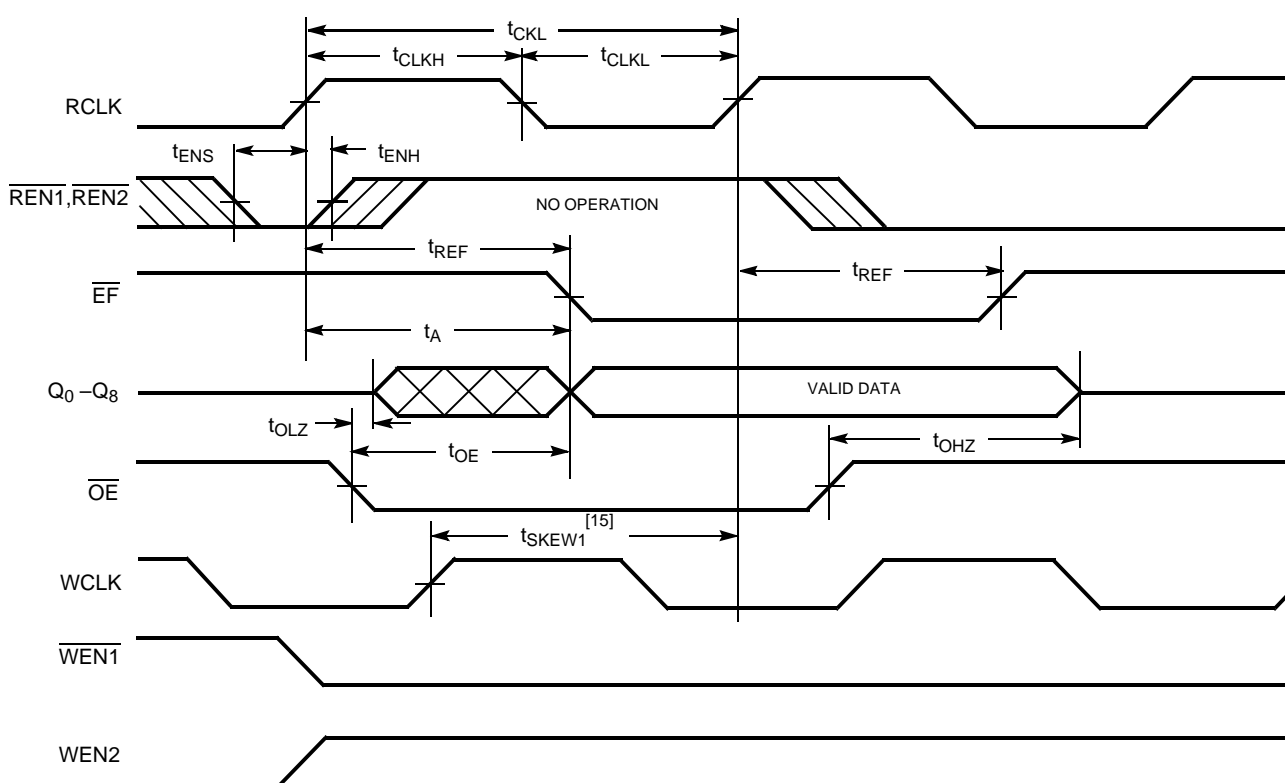 tCKL
tCLKH
tCLKL
RCLK
tENS
tENH
REN1,REN2
NO OPERATION
tREF
tREF
EF
tA
Q0 –Q8
VALID DATA
tOLZ
tOE
tOHZ
OE
tSKEW1[15]
WCLK
WEN1
WEN2